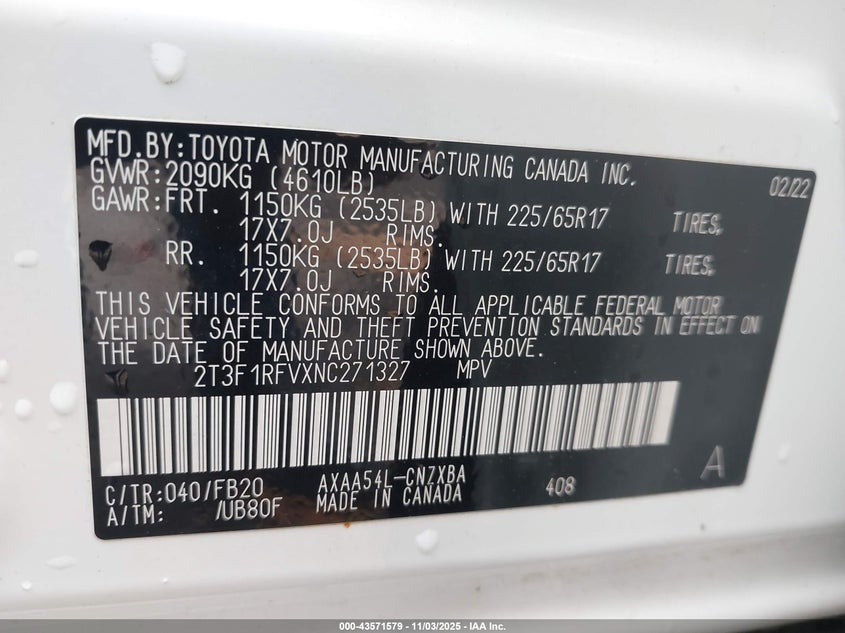 MFD.BY:TOYOTA MOTOR MANUFACTURING CANADA INC. 02/22
GVWR:2090KG (4610LB)
GAWR:FRT. 1150KG (2535LB) WITH 225/65R17 TIRES,
17X7.0J RIMS.
RR. 1150KG (2535LB) WITH 225/65R17 TIRES,
17X7.0J RIMS.
THIS VEHICLE CONFORMS TO ALL APPLICABLE FEDERAL MOTOR
VEHICLE SAFETY AND THEFT PREVENTION STANDARDS IN EFFECT ON
THE DATE OF MANUFACTURE SHOWN ABOVE.
2T3F1RFVXNC271327 MPV
C/TR:040/FB20 AXAA54L-CNZXBA 408 A
A/TM: /UB80F MADE IN CANADA
000-43571579 - 11/03/2025 - IAA Inc.